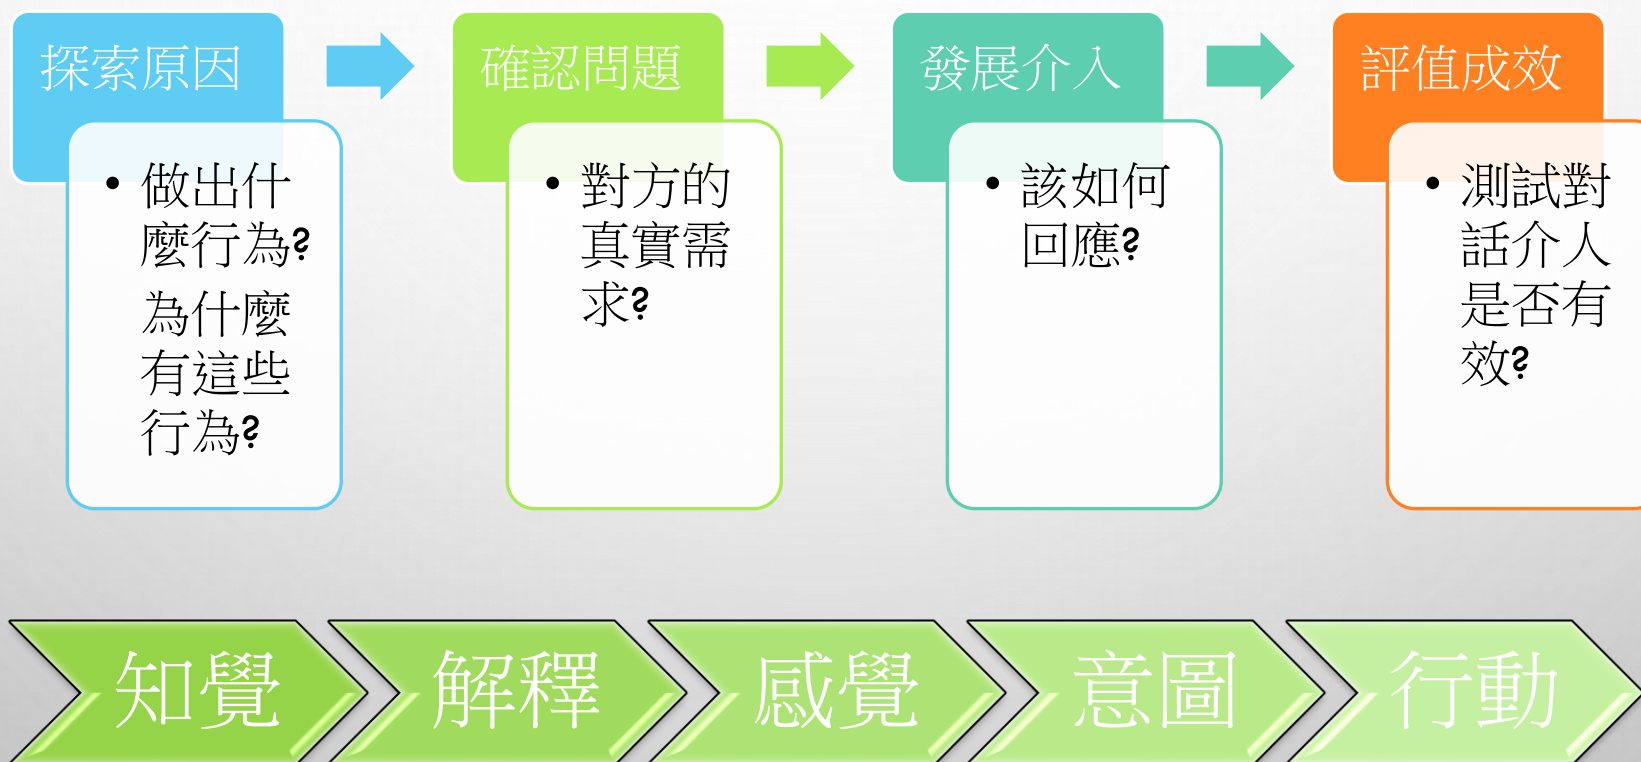 探索原因
確認問題
發展介入
評值成效
• 做出什
麼行為?
為什麼
有這些
行為?
• 對方的
真實需
求?
• 該如何
回應?
• 測試對
話介人
是否有
效?
知覺
解釋
感覺
意圖
行動